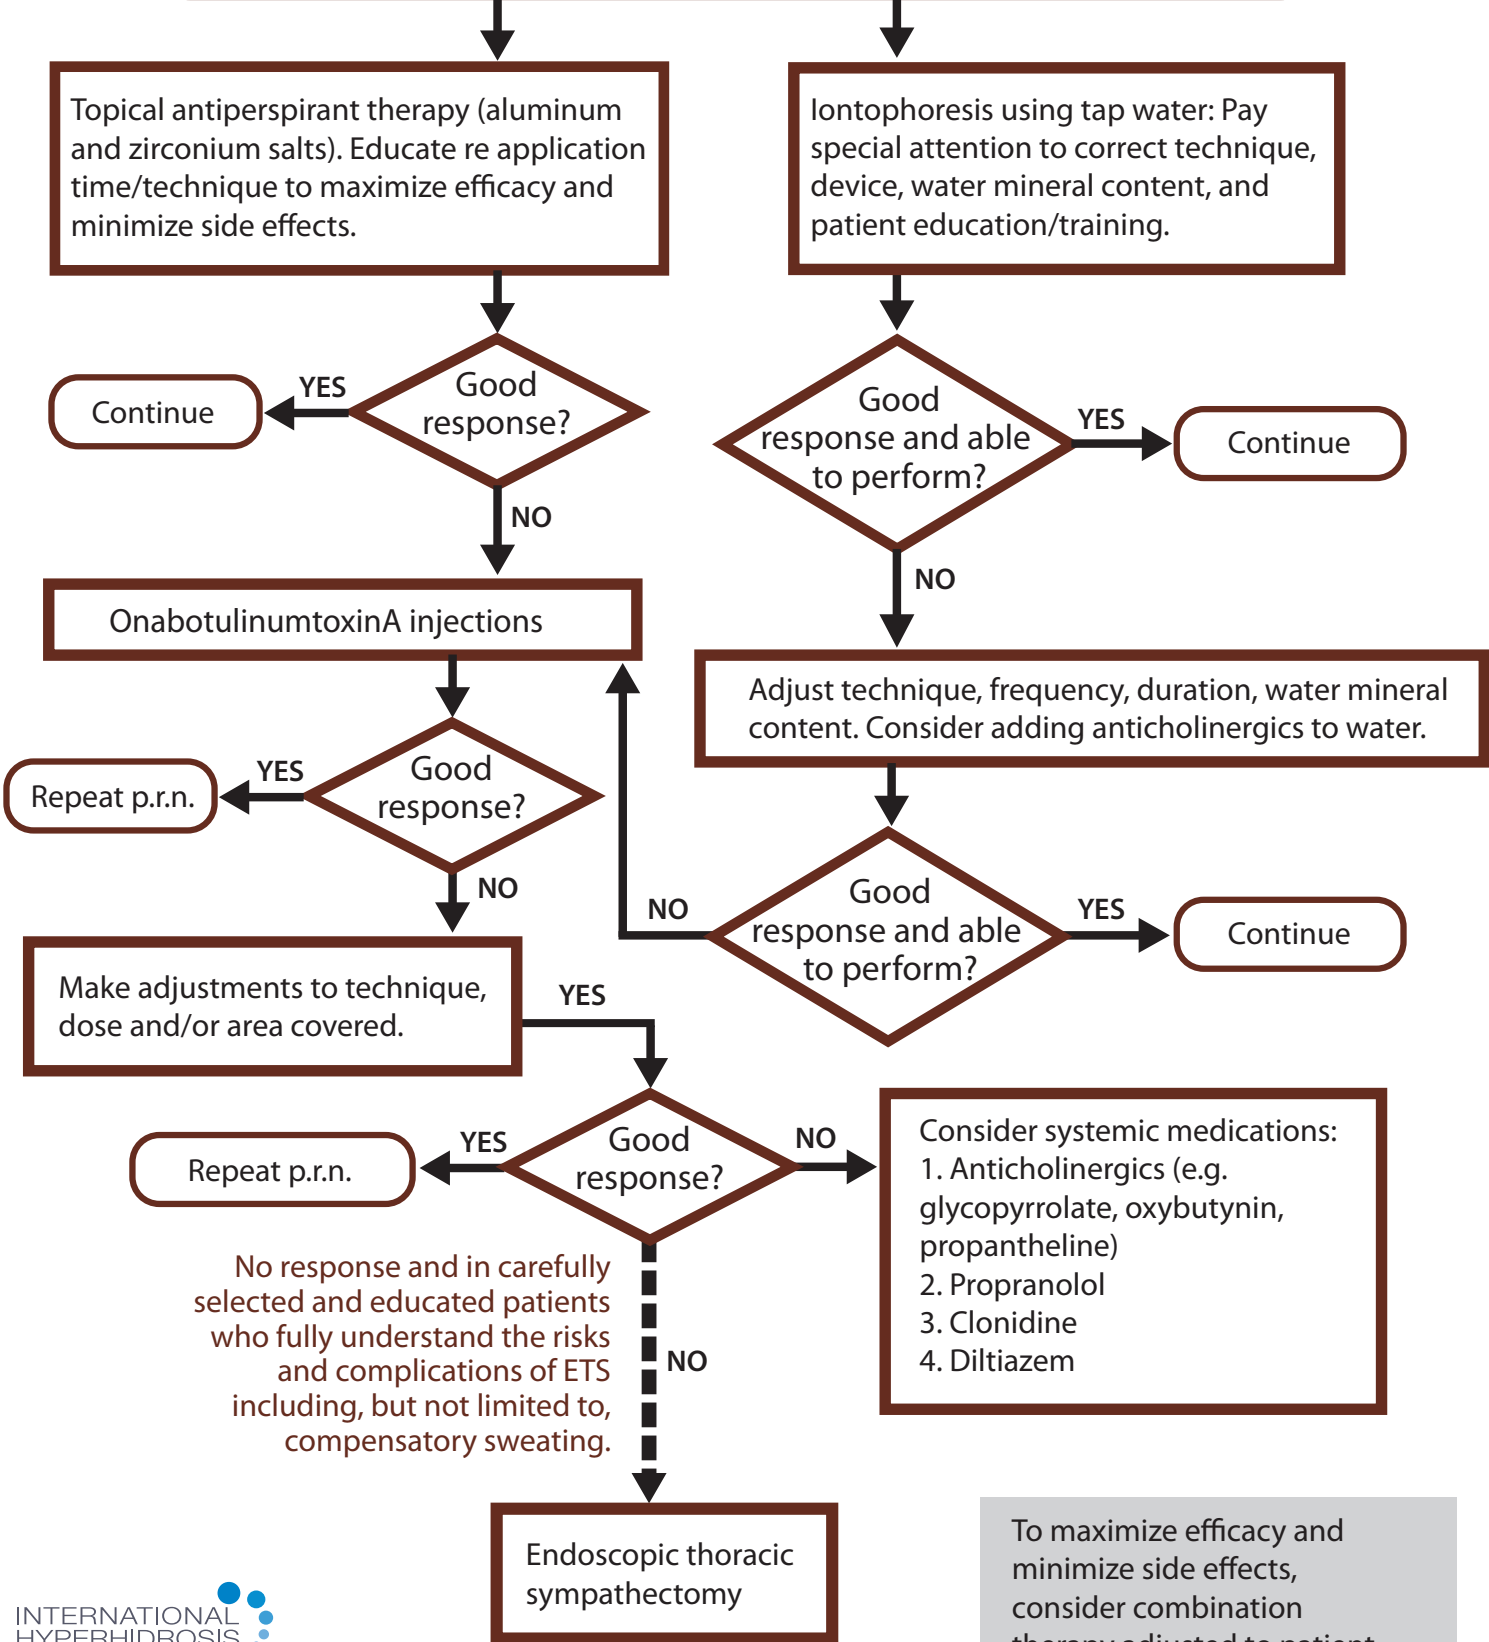 Topical antiperspirant therapy (aluminum
and zirconium salts). Educate re application
time/technique to maximize efficacy and
minimize side effects.
Iontophoresis using tap water: Pay
special attention to correct technique,
device, water mineral content, and
patient education/training.
Good
response?
YES
Continue
NO
Good
response and able
to perform?
YES
Continue
NO
OnabotulinumtoxinA injections
Adjust technique, frequency, duration, water mineral
content. Consider adding anticholinergics to water.
Good
response?
YES
Repeat p.r.n.
NO
Good
response and able
to perform?
NO
YES
Continue
Make adjustments to technique,
dose and/or area covered.
YES
Good
response?
YES
Repeat p.r.n.
NO
Consider systemic medications:
1. Anticholinergics (e.g.
glycopyrrolate, oxybutynin,
propantheline)
2. Propranolol
3. Clonidine
4. Diltiazem
No response and in carefully
selected and educated patients
who fully understand the risks
and complications of ETS
including, but not limited to,
compensatory sweating.
NO
Endoscopic thoracic
sympathectomy
To maximize efficacy and
minimize side effects,
consider combination
therapy adjusted to patient
INTERNATIONAL
HYPERHIDROSIS